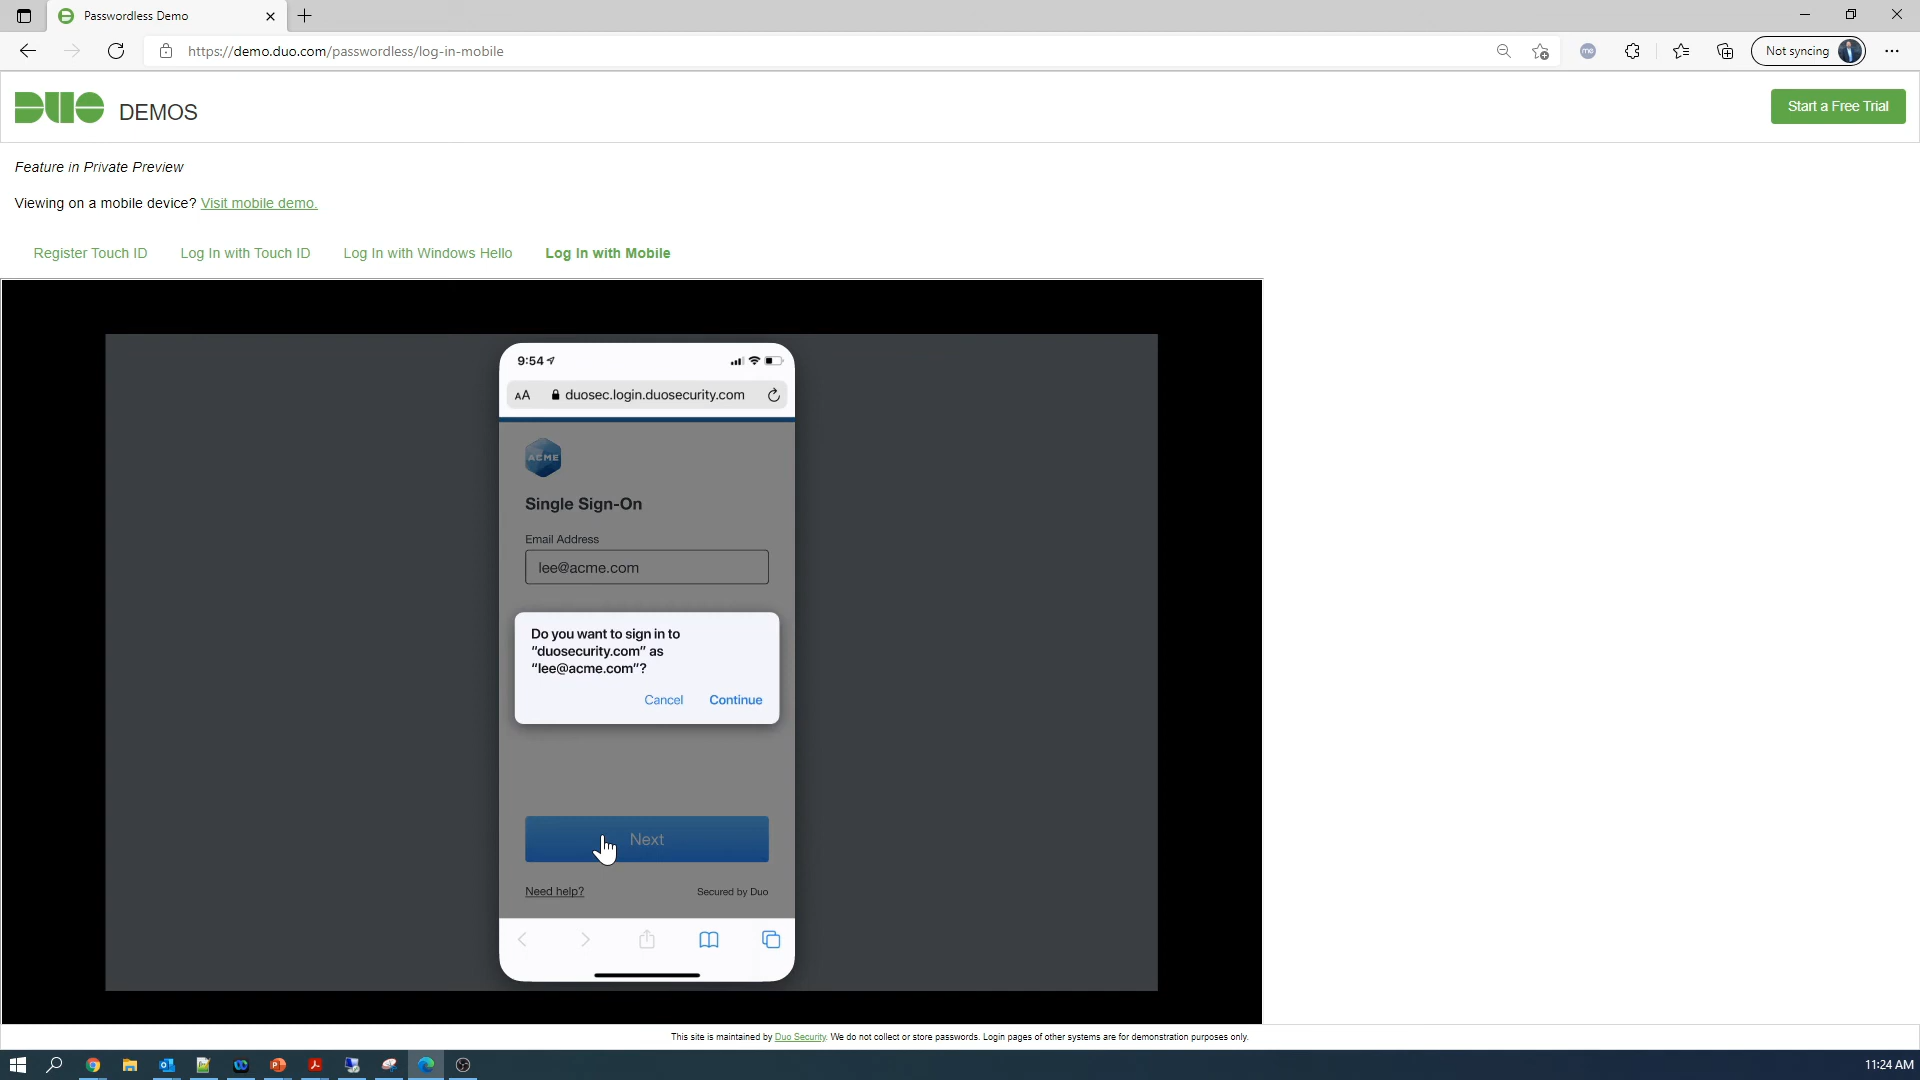 Passwordless Demo
https://demo.duo.com/passwordless/log-in-mobile
me
Not syncing
DUO DEMOS
Start a Free Trial
Feature in Private Preview
Viewing on a mobile device? Visit mobile demo.
Register Touch ID
Log In with Touch ID
Log In with Windows Hello
Log In with Mobile
9:54
AA
duosec.login.duosecurity.com
ACME
Single Sign-On
Email Address
lee@acme.com
Do you want to sign in to
“duosecurity.com” as
“lee@acme.com”?
Cancel
Continue
Next
Need help?
Secured by Duo
This site is maintained by Duo Security. We do not collect or store passwords. Login pages of other systems are for demonstration purposes only.
11:24 AM